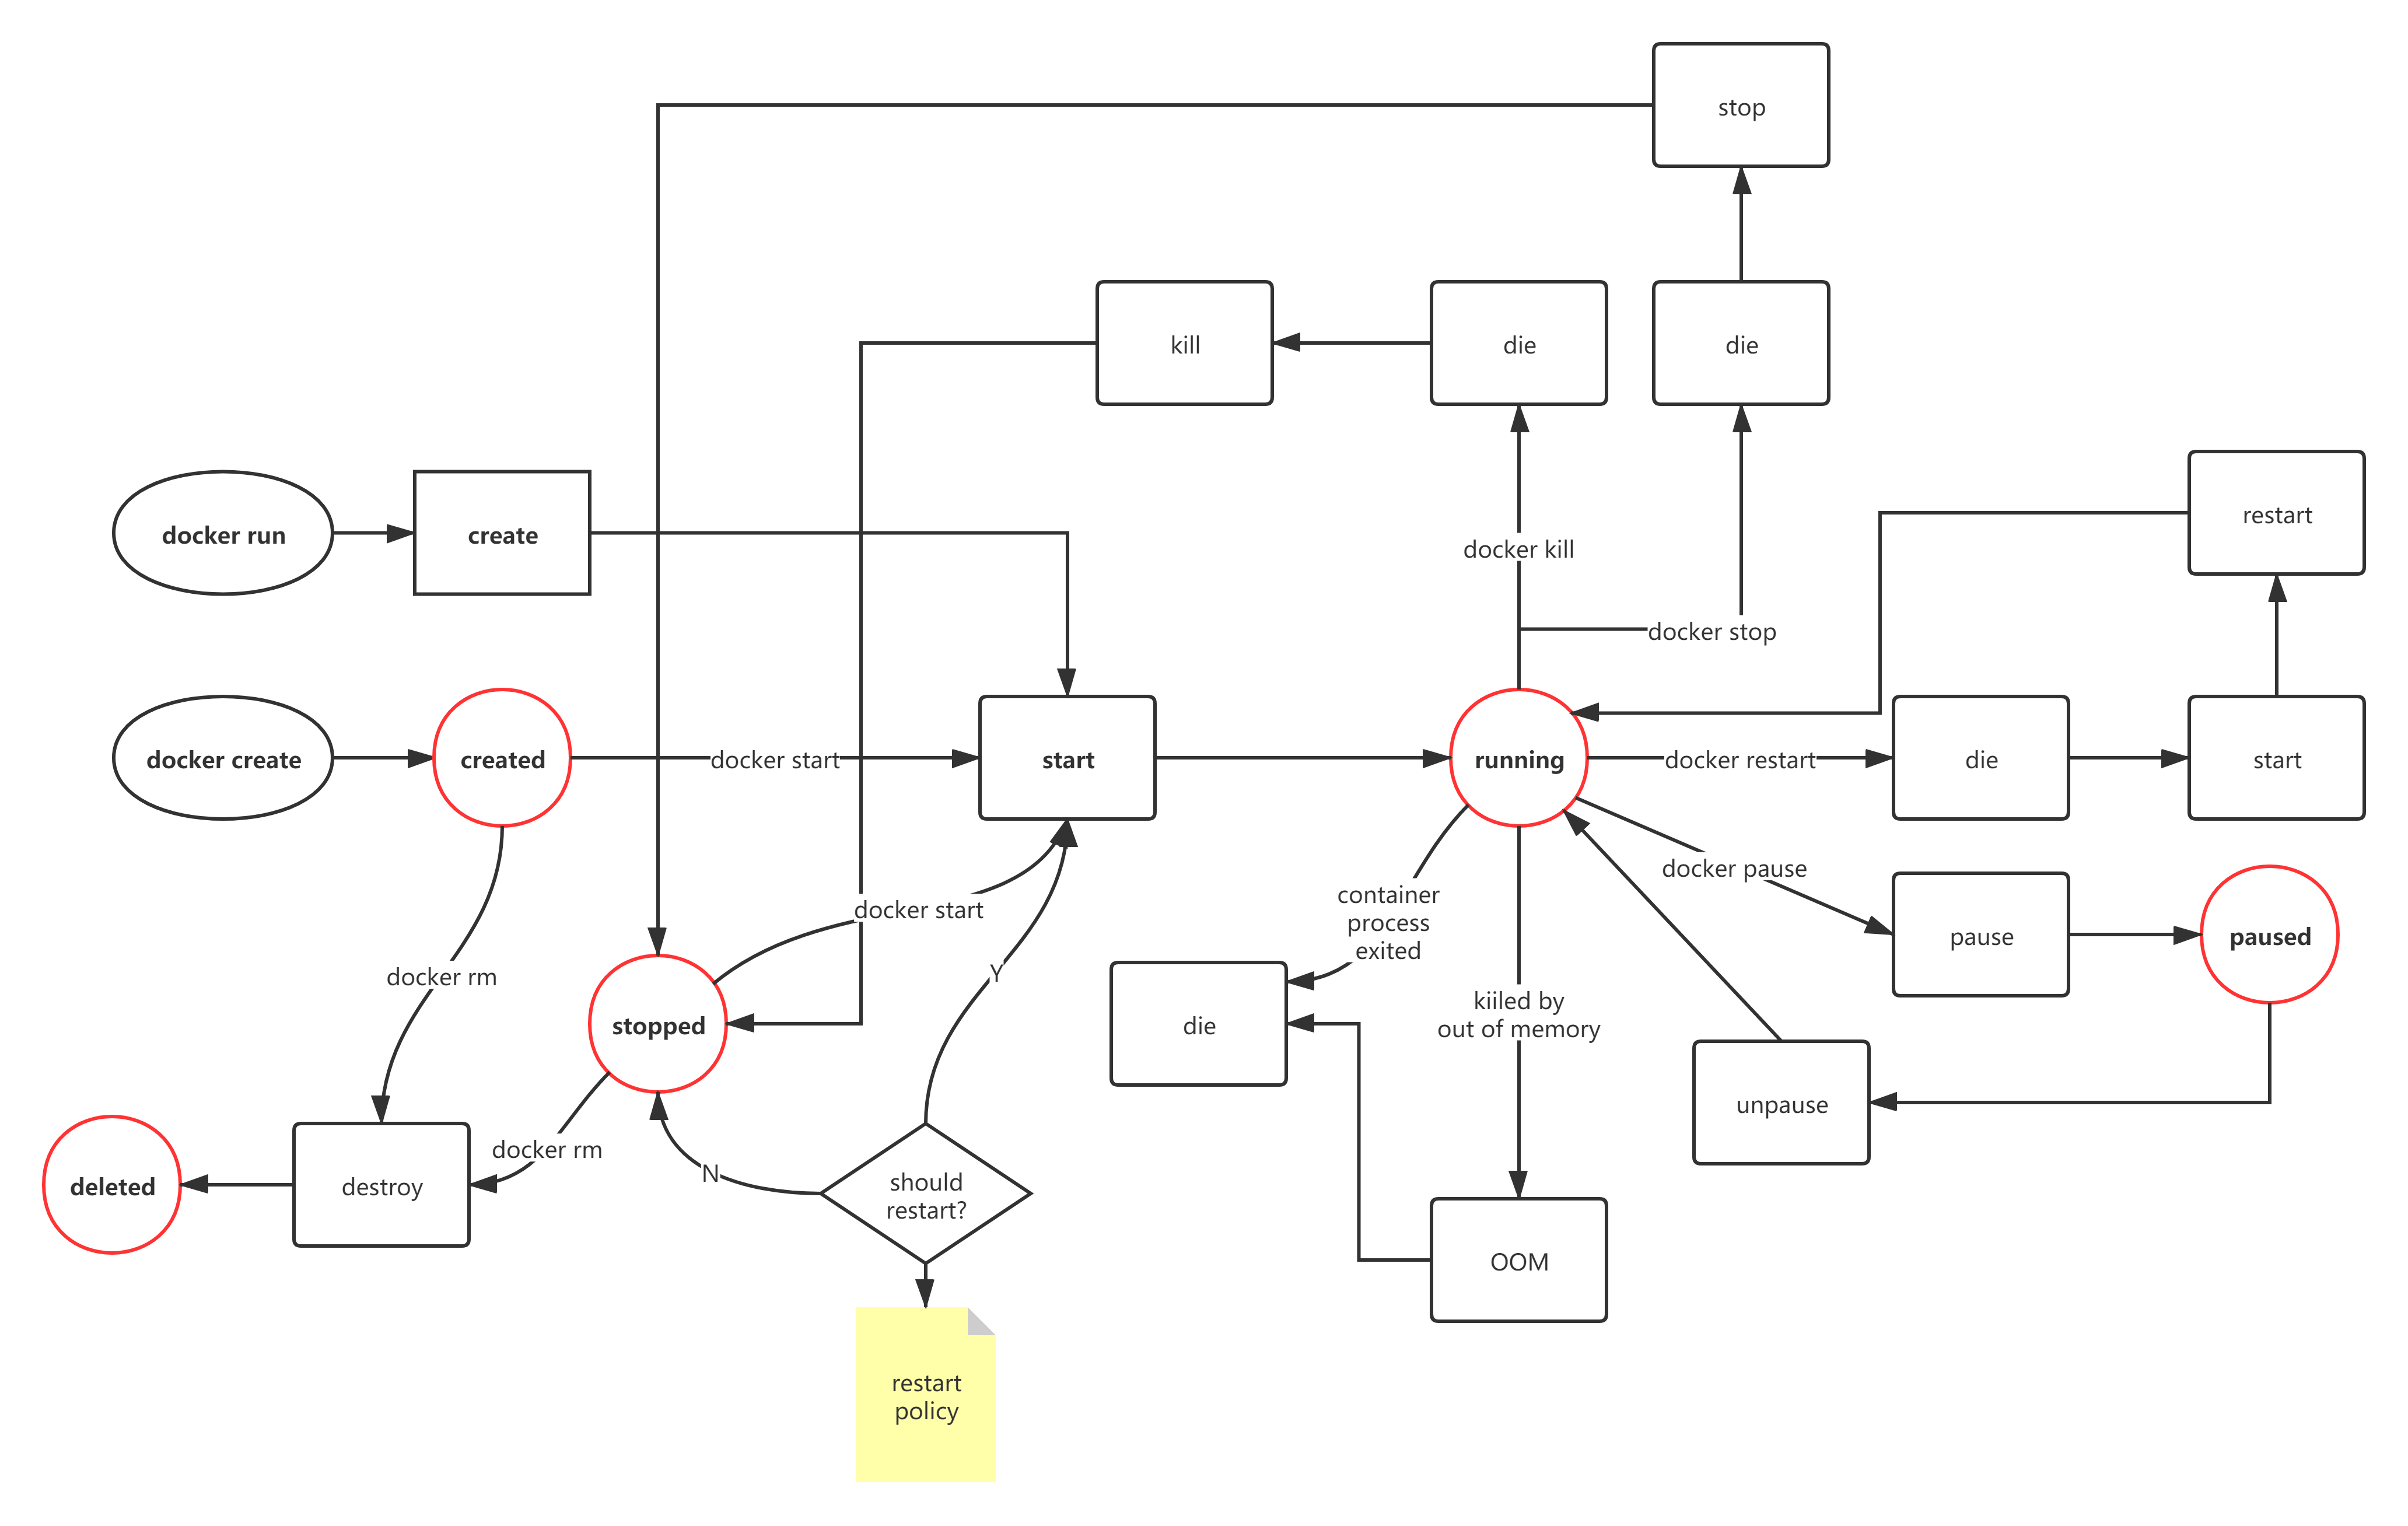 stop
kill
die
die
restart
docker run
create
docker kill
docker stop
docker create
created
docker start
start
running
docker restart
die
start
docker pause
container
process
exited
docker start
pause
paused
docker rm
Y
kiiled by
out of memory
stopped
die
unpause
docker rm
N
deleted
destroy
should
restart?
OOM
restart
policy